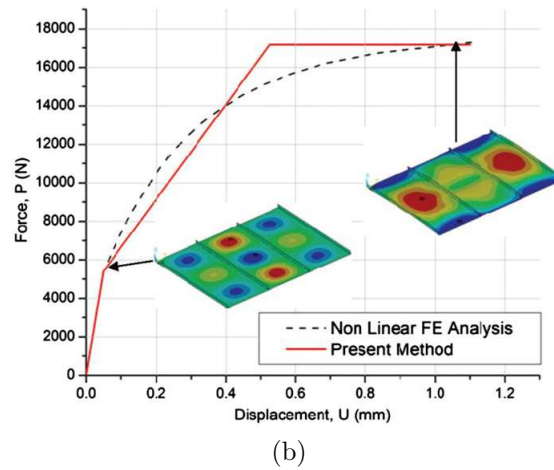 18000
16000
14000
12000
10000
8000
6000
4000
2000
0
Force, P (N)
0.0 0.2 0.4 0.6 0.8 1.0 1.2
Displacement, U (mm)
Non Linear FE Analysis
Present Method
(b)